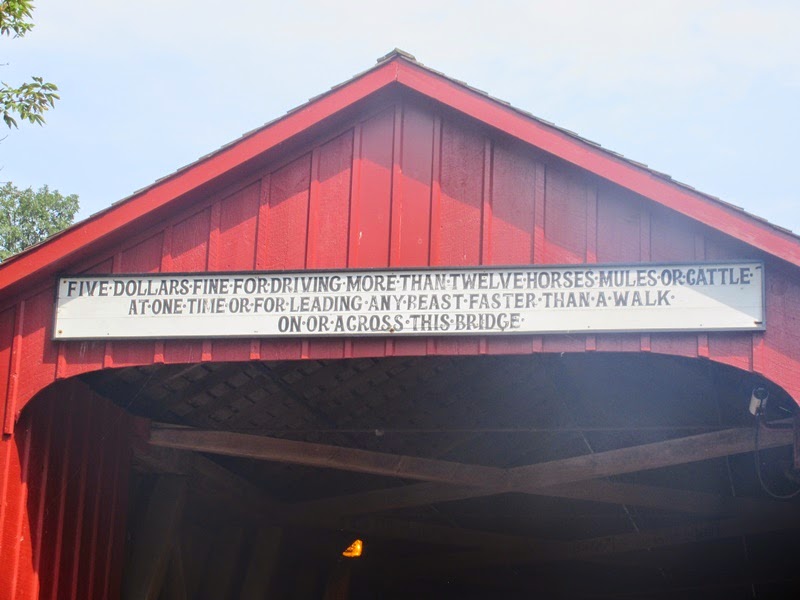 FIVE·DOLLARS·FINE·FOR·DRIVING·MORE·THAN·TWELVE·HORSES·MULES·OR·CATTLE·
AT·ONE·TIME·OR·FOR·LEADING·ANY·BEAST·FASTER·THAN·A·WALK·
ON·OR·ACROSS·THIS·BRIDGE·